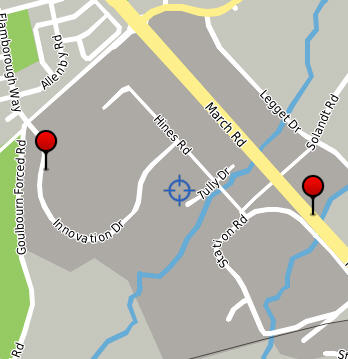 Flamborough Way
Allenby Rd
Legget Dr
Solandt Rd
March Rd
Hines Rd
Tully Dr
Goulbourn Forced Rd
Innovation Dr
Station Rd
Rd